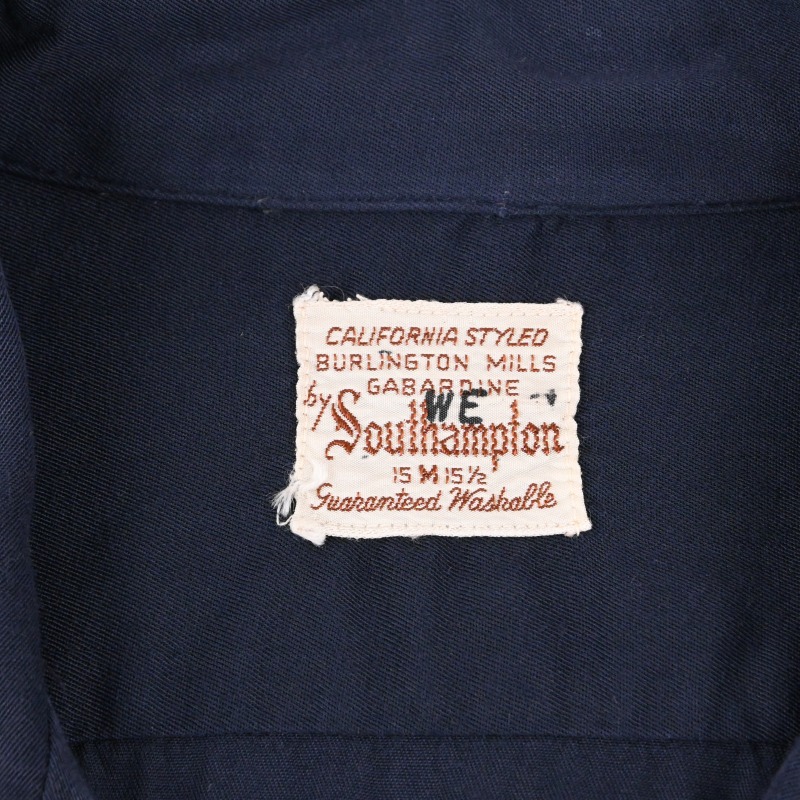 CALIFORNIA STYLED
BURLINGTON MILLS
GABARDINE
WE
by Southampton
15 M 15½
Guaranteed Washable